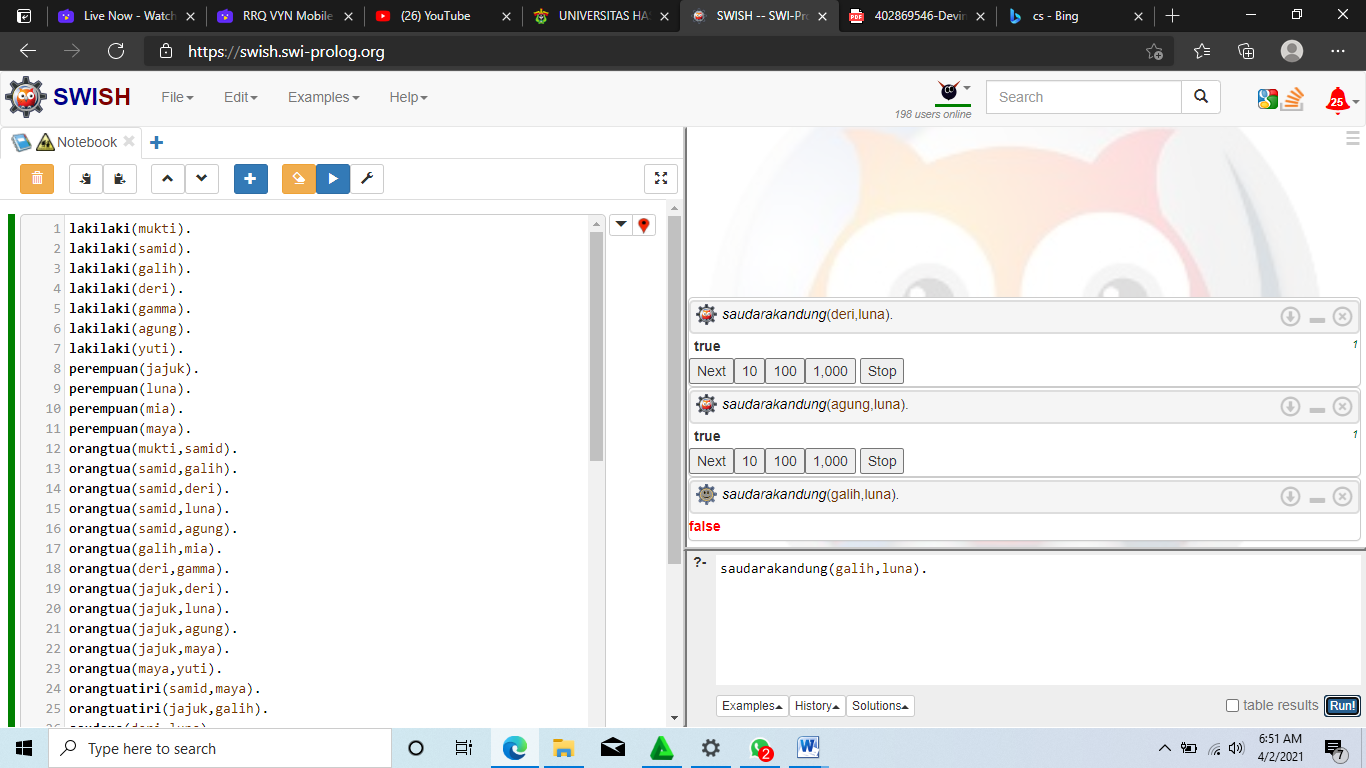 Live Now - Watch
RRQ VYN Mobile
(26) YouTube
UNIVERSITAS HAS
SWISH -- SWI-Pro
402869546-Devin
cs - Bing
https://swish.swi-prolog.org
SWISH File Edit Examples Help
198 users online
Search
25
Notebook
1 lakilaki(mukti).
2 lakilaki(samid).
3 lakilaki(galih).
4 lakilaki(deri).
5 lakilaki(gamma).
6 lakilaki(agung).
7 lakilaki(yuti).
8 perempuan(jajuk).
9 perempuan(luna).
10 perempuan(mia).
11 perempuan(maya).
12 orangtua(mukti,samid).
13 orangtua(samid,galih).
14 orangtua(samid,deri).
15 orangtua(samid,luna).
16 orangtua(samid,agung).
17 orangtua(galih,mia).
18 orangtua(deri,gamma).
19 orangtua(jajuk,deri).
20 orangtua(jajuk,luna).
21 orangtua(jajuk,agung).
22 orangtua(jajuk,maya).
23 orangtua(maya,yuti).
24 orangtuatiri(samid,maya).
25 orangtuatiri(jajuk,galih).
saudarakandung(deri,luna).
true 1
Next 10 100 1,000 Stop
saudarakandung(agung,luna).
true 1
Next 10 100 1,000 Stop
saudarakandung(galih,luna).
false
?- saudarakandung(galih,luna).
Examples History Solutions table results Run!
Type here to search
2
6:51 AM
4/2/2021
7